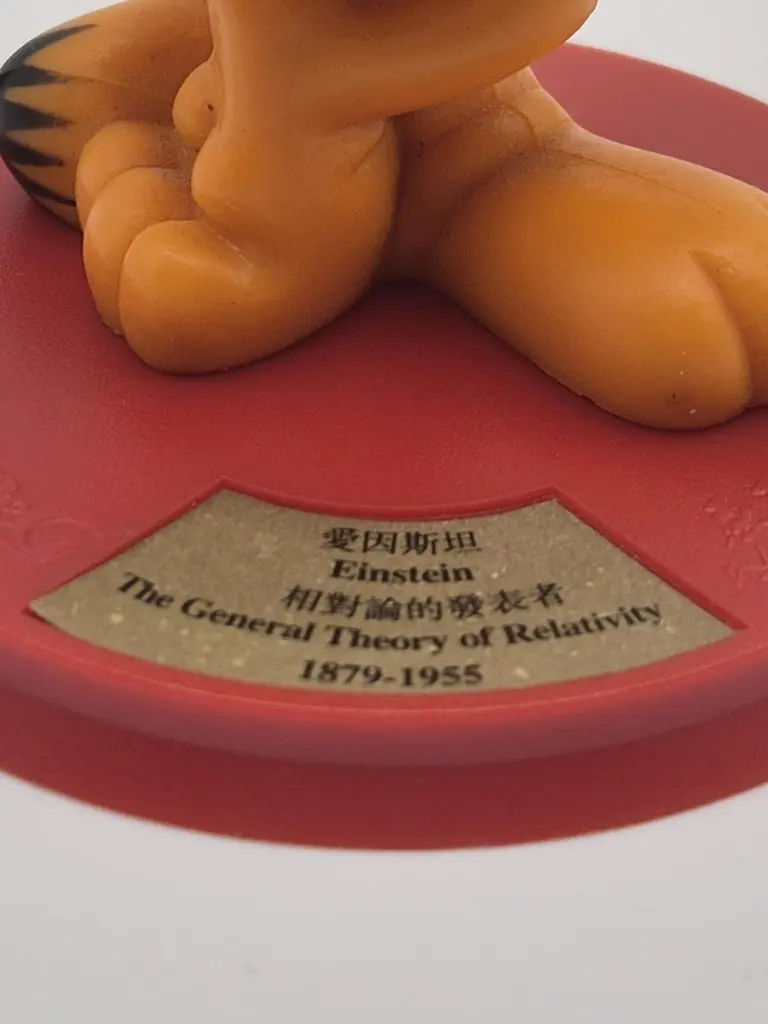 愛因斯坦
Einstein
相對論的發表者
The General Theory of Relativity
1879-1955